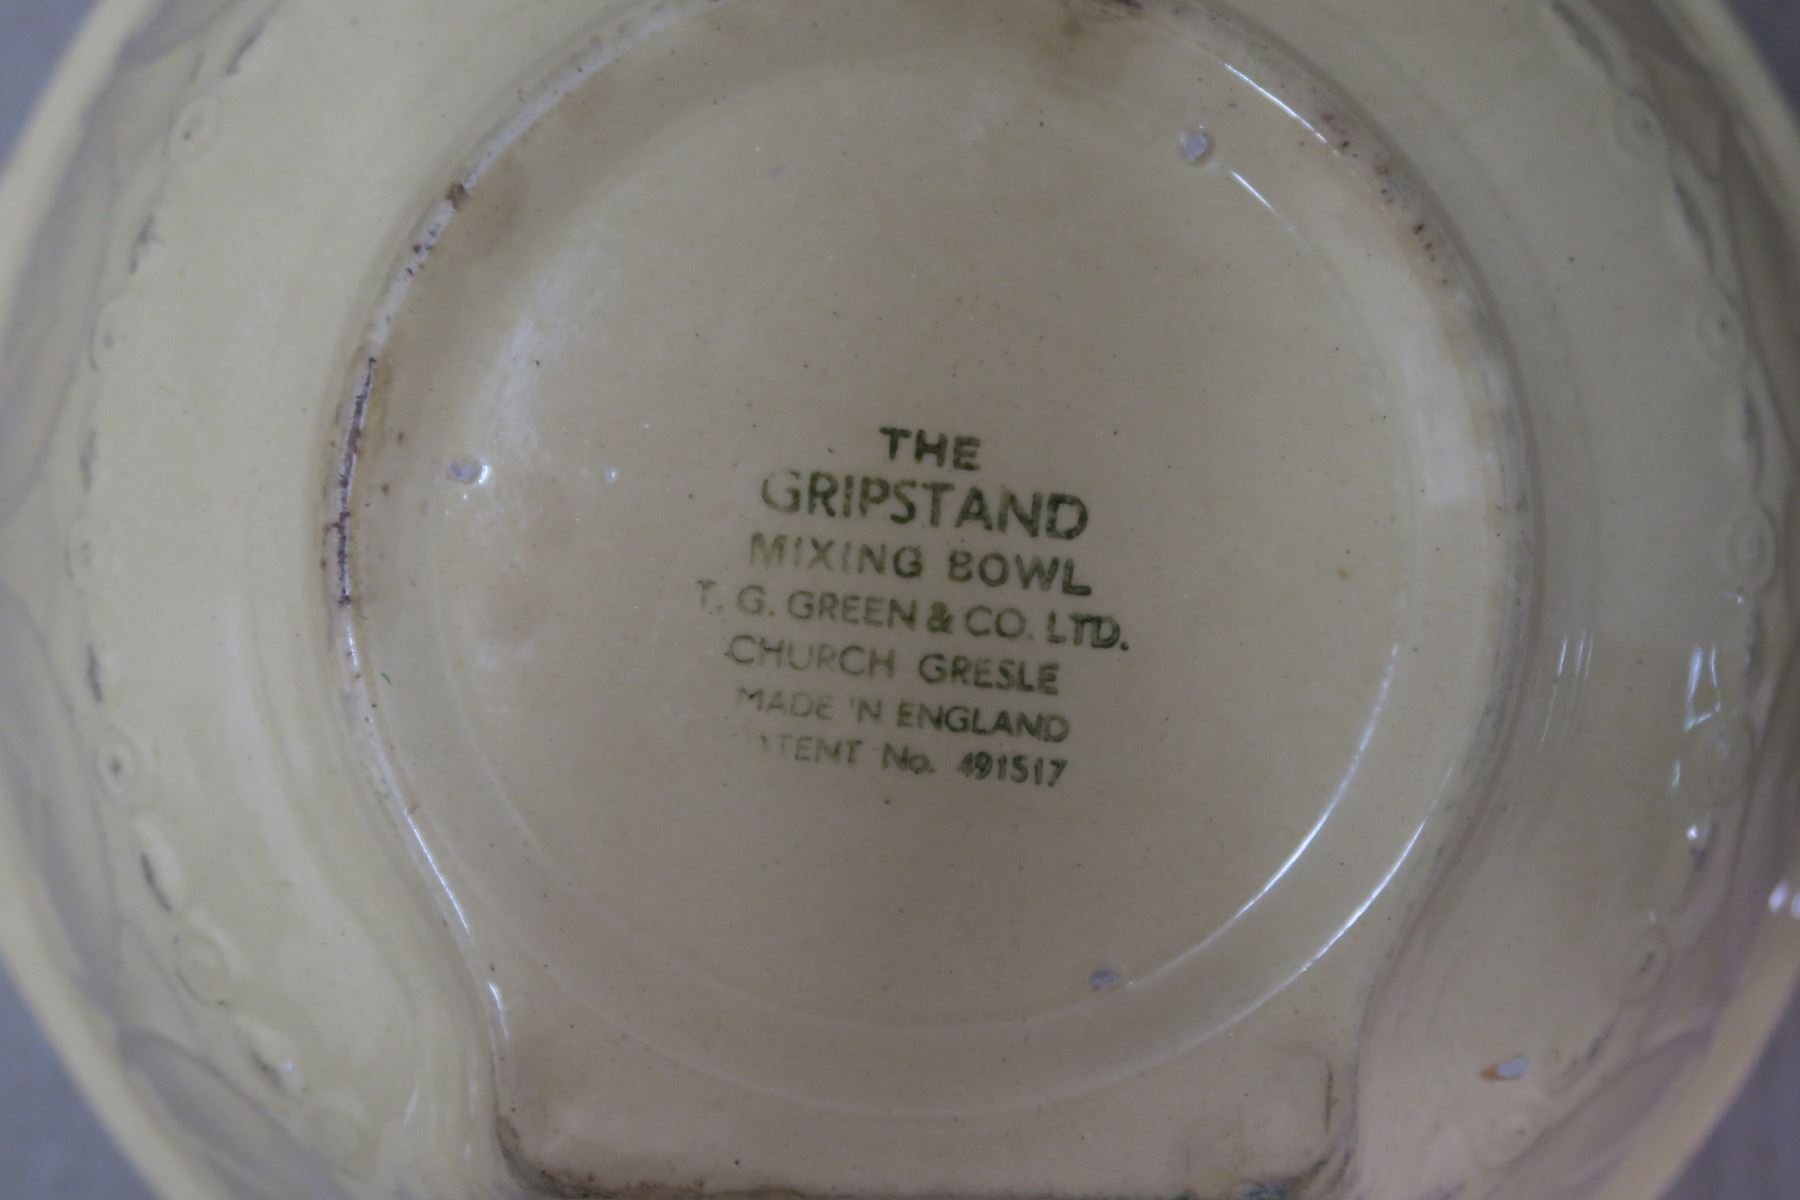 THE
GRIPSTAND
MIXING BOWL
T. G. GREEN & CO. LTD.
CHURCH GRESLE
MADE 'N ENGLAND
TENT No. 491517